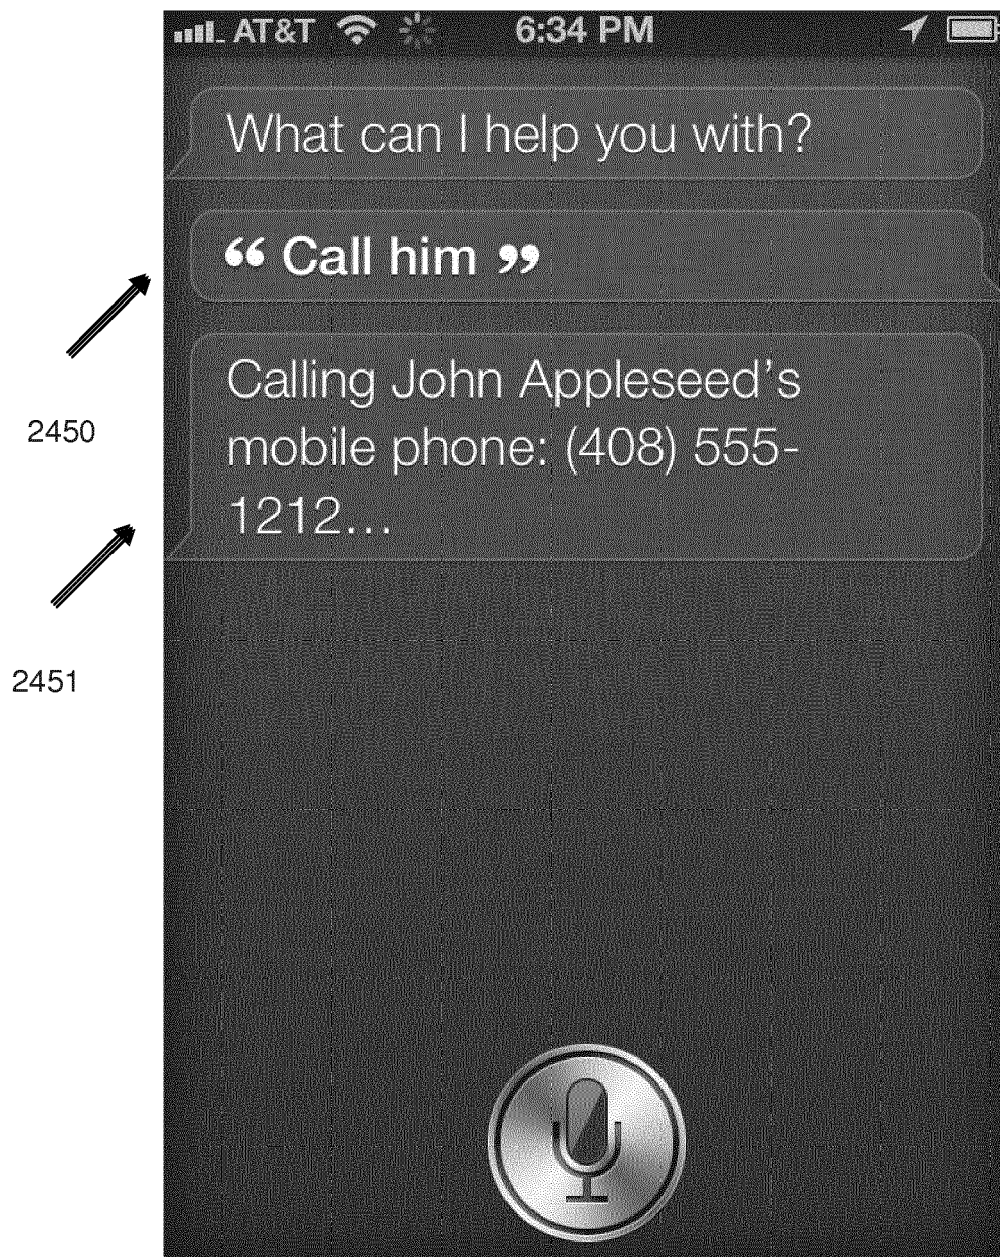 AT&T 6:34 PM
What can I help you with?
“ Call him ”
Calling John Appleseed’s
mobile phone: (408) 555-
1212...
2450
2451